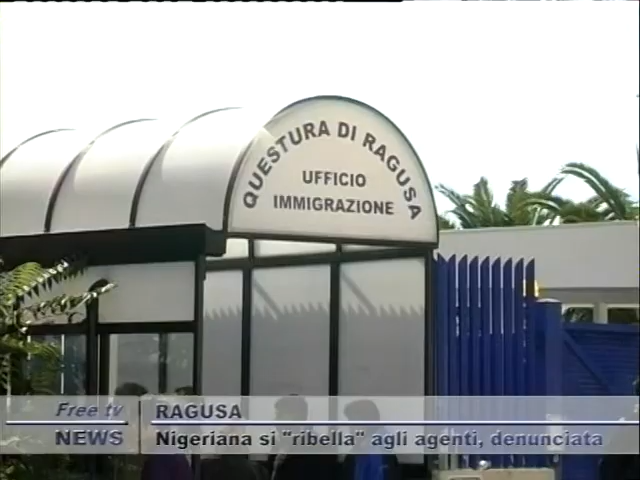 QUESTURA DI RAGUSA
UFFICIO
IMMIGRAZIONE
Free tv
NEWS
RAGUSA
Nigeriana si "ribella" agli agenti, denunciata